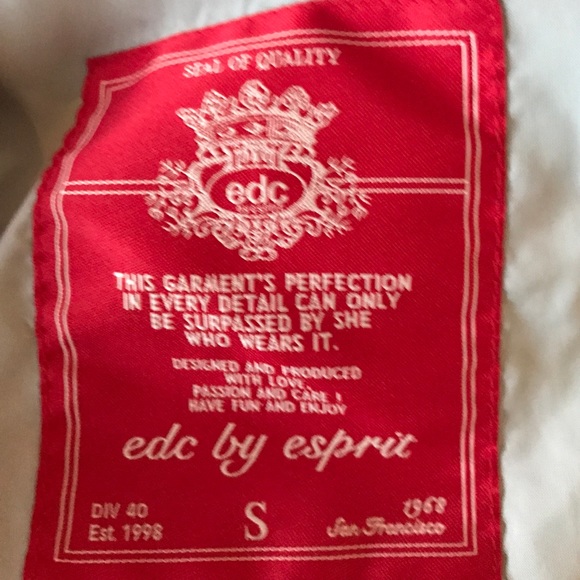 SEAL OF QUALITY
edc
THIS GARMENT'S PERFECTION
IN EVERY DETAIL CAN ONLY
BE SURPASSED BY SHE
WHO WEARS IT.
DESIGNED AND PRODUCED
WITH LOVE,
PASSION AND CARE!
HAVE FUN AND ENJOY
edc by esprit
DIV 40
Est. 1998
S
1968
San Francisco